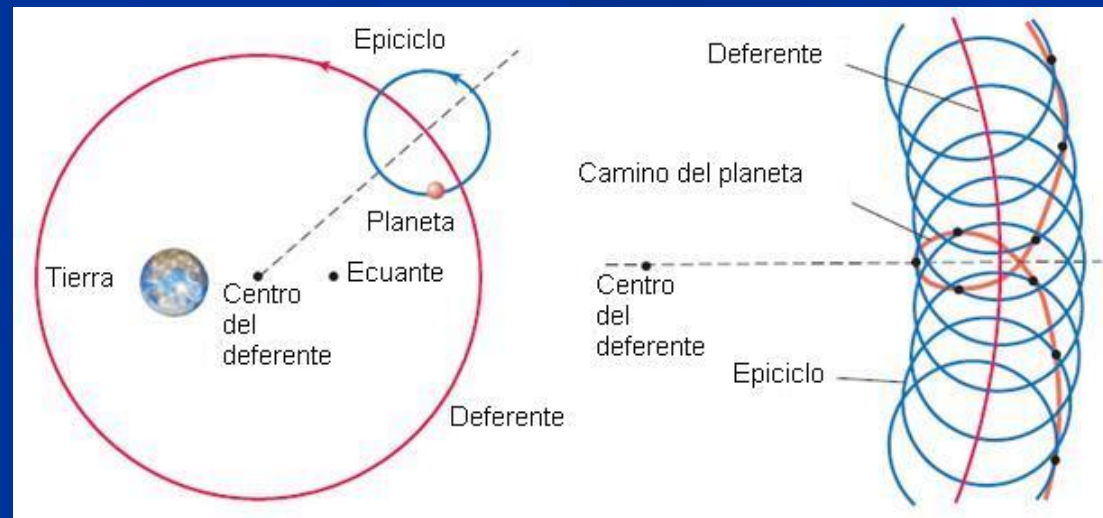 Epiciclo
Planeta
Tierra
Ecuante
Centro
del
deferente
Deferente
Deferente
Camino del planeta
Centro
del
deferente
Epiciclo